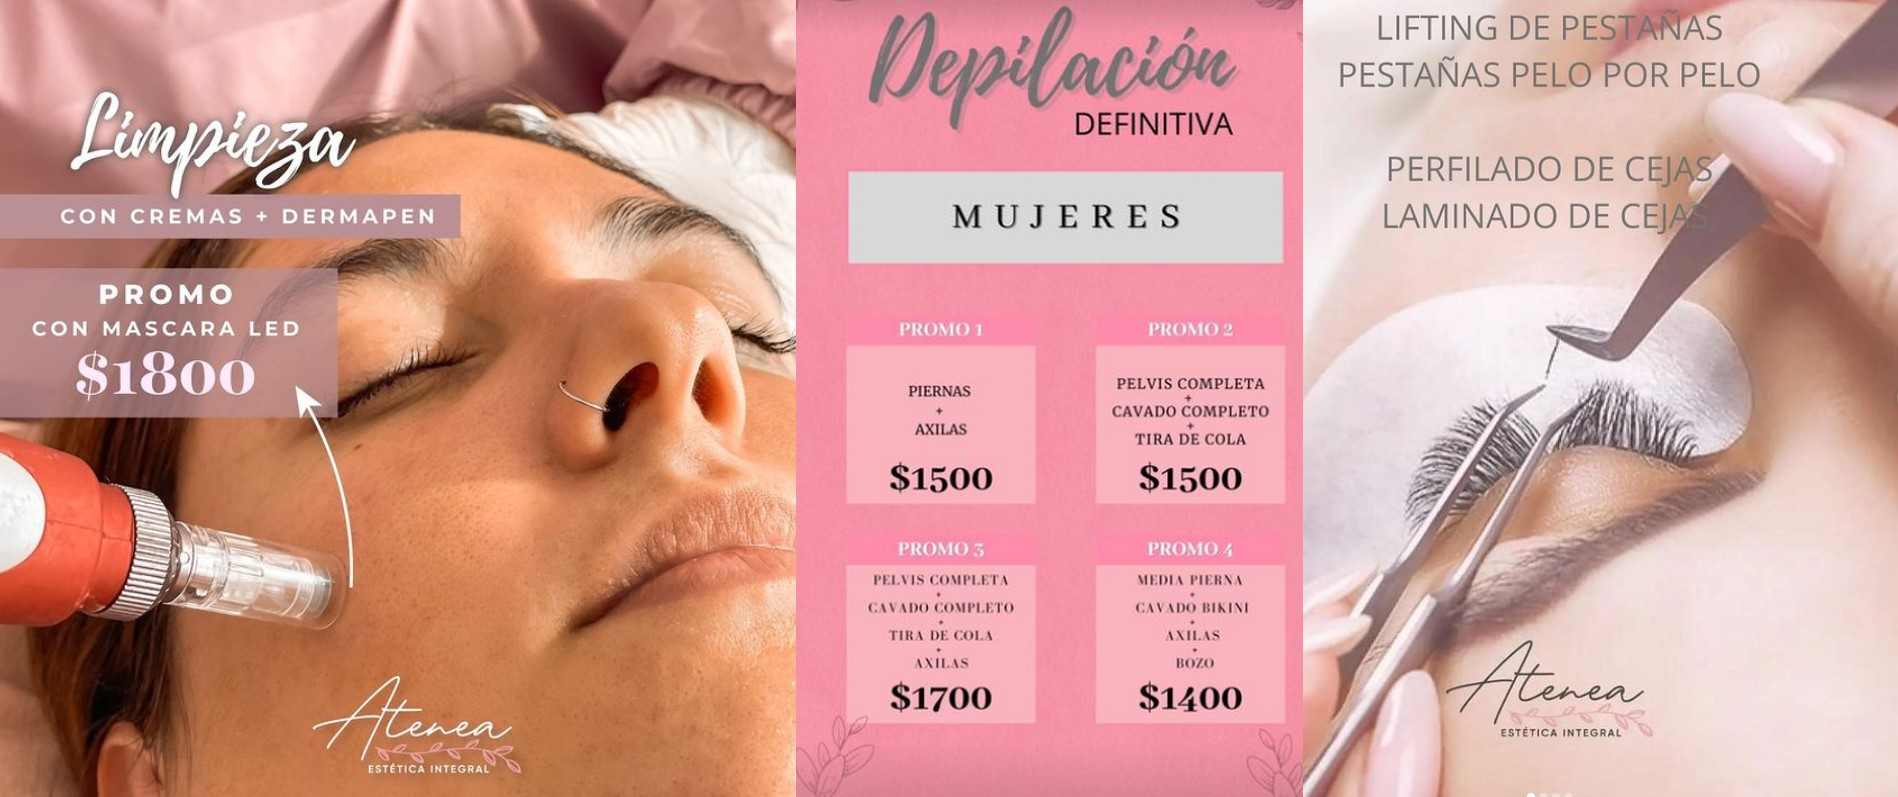 Limpieza
CON CREMAS + DERMAPEN
PROMO
CON MASCARA LED
$1800
Atenea
ESTÉTICA INTEGRAL
Depilación
DEFINITIVA
MUJERES
PROMO 1
PIERNAS
+
AXILAS
$1500
PROMO 2
PELVIS COMPLETA
+
CAVADO COMPLETO
+
TIRA DE COLA
$1500
PROMO 3
PELVIS COMPLETA
+
CAVADO COMPLETO
+
TIRA DE COLA
+
AXILAS
$1700
PROMO 4
MEDIA PIERNA
+
CAVADO BIKINI
+
AXILAS
+
BOZO
$1400
LIFTING DE PESTAÑAS
PESTAÑAS PELO POR PELO
PERFILADO DE CEJAS
LAMINADO DE CEJAS
Atenea
ESTÉTICA INTEGRAL